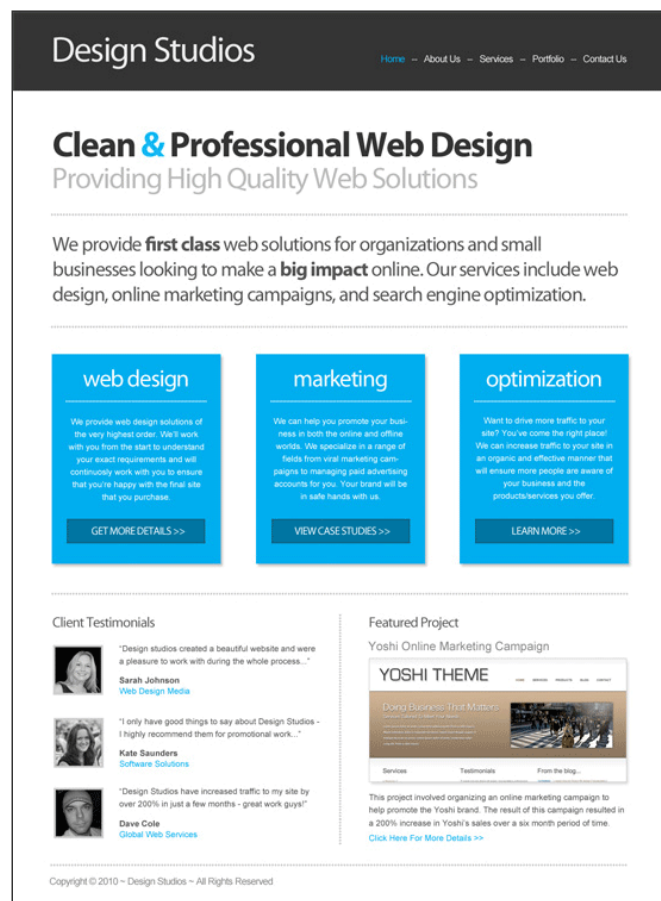 Design Studios
Home – About Us – Services – Portfolio – Contact Us
Clean & Professional Web Design
Providing High Quality Web Solutions
We provide first class web solutions for organizations and small
businesses looking to make a big impact online. Our services include web
design, online marketing campaigns, and search engine optimization.
web design
We provide web design solutions of
the very highest order. We'll work
with you from the start to understand
your exact requirements and will
continuosly work with you to ensure
that you're happy with the final site
that you purchase.
GET MORE DETAILS >>
marketing
We can help you promote your busi-
ness in both the online and offline
worlds. We specialize in a range of
fields from viral marketing cam-
paigns to managing paid advertising
accounts for you. Your brand will be
in safe hands with us.
VIEW CASE STUDIES >>
optimization
Want to drive more traffic to your
site? You've come the right place!
We can increase traffic to your site in
an organic and effective manner that
will ensure more people are aware of
your business and the
products/services you offer.
LEARN MORE >>
Client Testimonials
"Design studios created a beautiful website and were
a pleasure to work with during the whole process..."
Sarah Johnson
Web Design Media
"I only have good things to say about Design Studios -
I highly recommend them for promotional work..."
Kate Saunders
Software Solutions
"Design Studios have increased traffic to my site by
over 200% in just a few months - great work guys!"
Dave Cole
Global Web Services
Featured Project
Yoshi Online Marketing Campaign
YOSHI THEME
HOME SERVICES PRODUCTS BLOG CONTACT
Doing Business That Matters
Services Testimonials From the blog...
This project involved organizing an online marketing campaign to
help promote the Yoshi brand. The result of this campaign resulted in
a 200% increase in Yoshi's sales over a six month period of time.
Click Here For More Details >>
Copyright © 2010 ~ Design Studios ~ All Rights Reserved